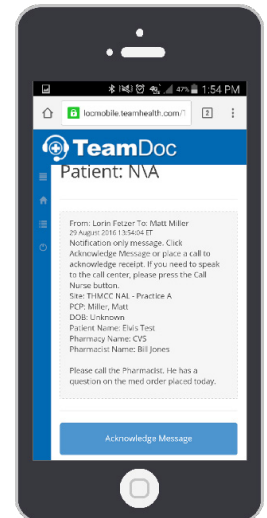 47% 1:54 PM
locmobile.teamhealth.com/T 2
TeamDoc
Patient: N\A
From: Lorin Fetzer To: Matt Miller
29 August 2016 13:54:04 ET
Notification only message. Click
Acknowledge Message or place a call to
acknowledge receipt. If you need to speak
to the call center, please press the Call
Nurse button.
Site: THMCC NAL - Practice A
PCP: Miller, Matt
DOB: Unknown
Patient Name: Elvis Test
Pharmacy Name: CVS
Pharmacist Name: Bill Jones
Please call the Pharmacist. He has a
question on the med order placed today.
Acknowledge Message